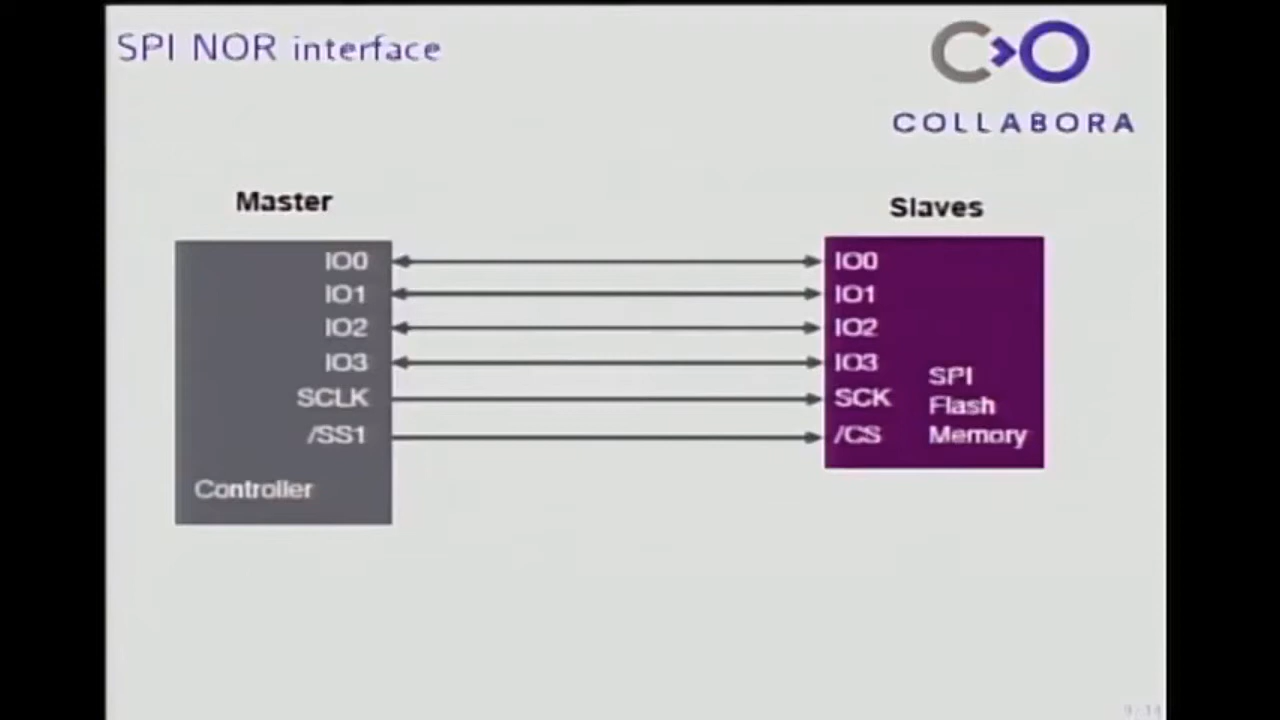 SPI NOR interface
COLLABORA
Master
Slaves
IO0
IO1
IO2
IO3
SCLK
/SS1
Controller
IO0
IO1
IO2
IO3
SCK
/CS
SPI
Flash
Memory